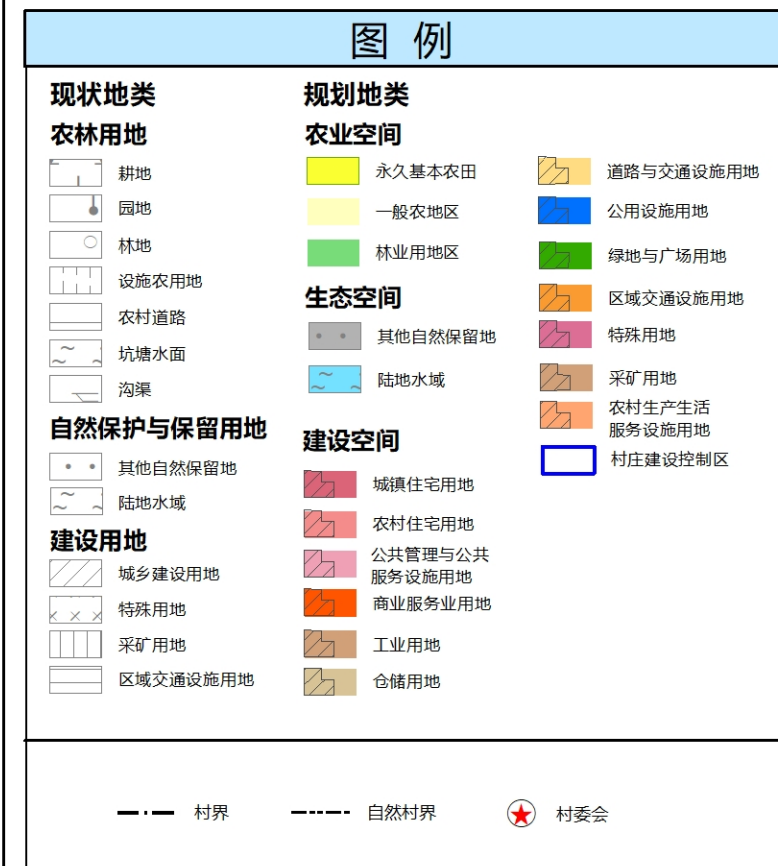 图 例
现状地类
农林用地
耕地
园地
林地
设施农用地
农村道路
坑塘水面
沟渠
自然保护与保留用地
其他自然保留地
陆地水域
建设用地
城乡建设用地
特殊用地
采矿用地
区域交通设施用地
规划地类
农业空间
永久基本农田
一般农地区
林业用地区
生态空间
其他自然保留地
陆地水域
建设空间
城镇住宅用地
农村住宅用地
公共管理与公共
服务设施用地
商业服务业用地
工业用地
仓储用地
道路与交通设施用地
公用设施用地
绿地与广场用地
区域交通设施用地
特殊用地
采矿用地
农村生产生活
服务设施用地
村庄建设控制区
村界
自然村界
村委会